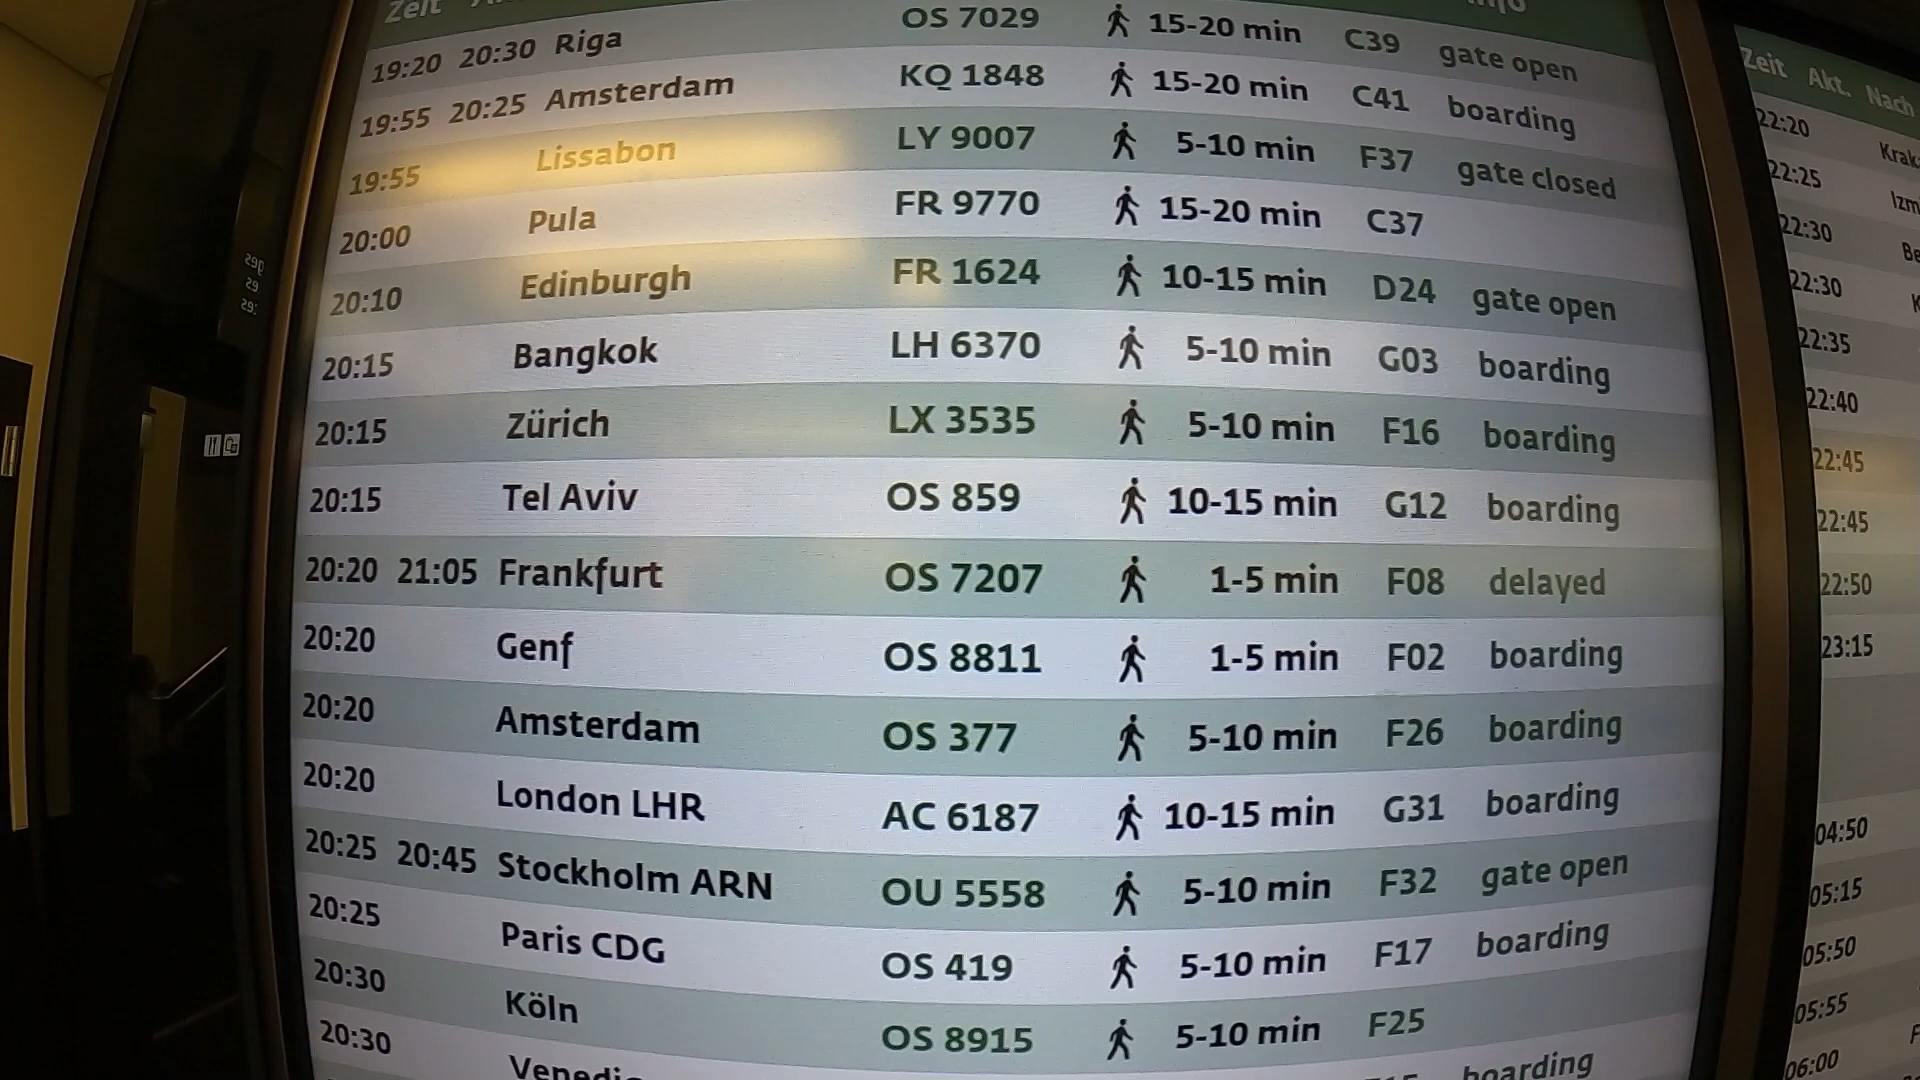 Zeit
19:20 20:30 Riga OS 7029 15-20 min C39 gate open
19:55 20:25 Amsterdam KQ 1848 15-20 min C41 boarding
19:55 Lissabon LY 9007 5-10 min F37 gate closed
20:00 Pula FR 9770 15-20 min C37
20:10 Edinburgh FR 1624 10-15 min D24 gate open
20:15 Bangkok LH 6370 5-10 min G03 boarding
20:15 Zürich LX 3535 5-10 min F16 boarding
20:15 Tel Aviv OS 859 10-15 min G12 boarding
20:20 21:05 Frankfurt OS 7207 1-5 min F08 delayed
20:20 Genf OS 8811 1-5 min F02 boarding
20:20 Amsterdam OS 377 5-10 min F26 boarding
20:20 London LHR AC 6187 10-15 min G31 boarding
20:25 20:45 Stockholm ARN OU 5558 5-10 min F32 gate open
20:25 Paris CDG OS 419 5-10 min F17 boarding
20:30 Köln OS 8915 5-10 min F25
20:30 boarding
Zeit Akt. Nach
22:20
22:25
22:30
22:30
22:35
22:40
22:45
22:45
22:50
23:15
04:50
05:15
05:50
05:55
06:00